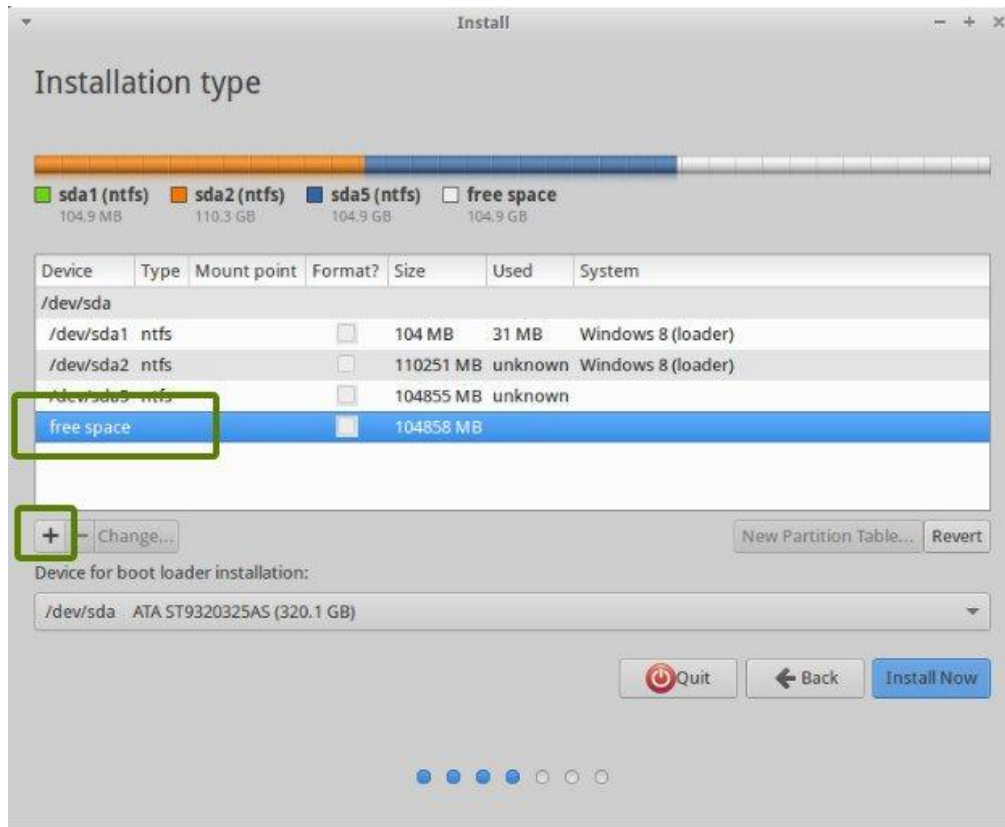 Install
Installation type
sda1 (ntfs) sda2 (ntfs) sda5 (ntfs) free space
104.9 MB 110.3 GB 104.9 GB 104.9 GB
Device Type Mount point Format? Size Used System
/dev/sda
/dev/sda1 ntfs 104 MB 31 MB Windows 8 (loader)
/dev/sda2 ntfs 110251 MB unknown Windows 8 (loader)
/dev/sda5 ntfs 104855 MB unknown
free space 104858 MB
+ - Change... New Partition Table... Revert
Device for boot loader installation:
/dev/sda ATA ST9320325AS (320.1 GB)
Quit Back Install Now